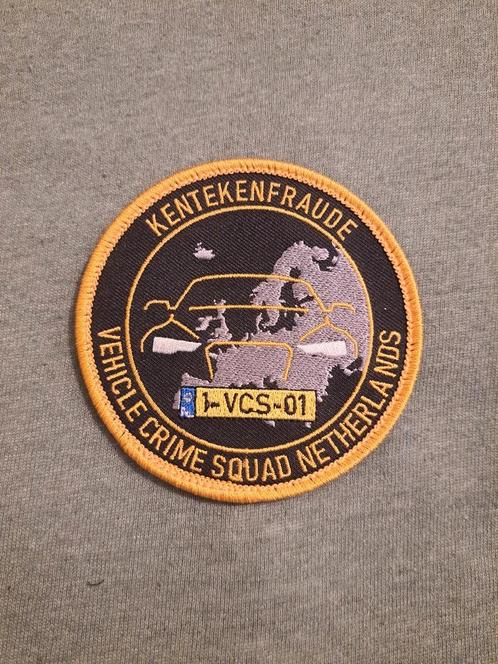 KENTEKENFRAUDE
1-VCS-01
VEHICLE CRIME SQUAD NETHERLANDS